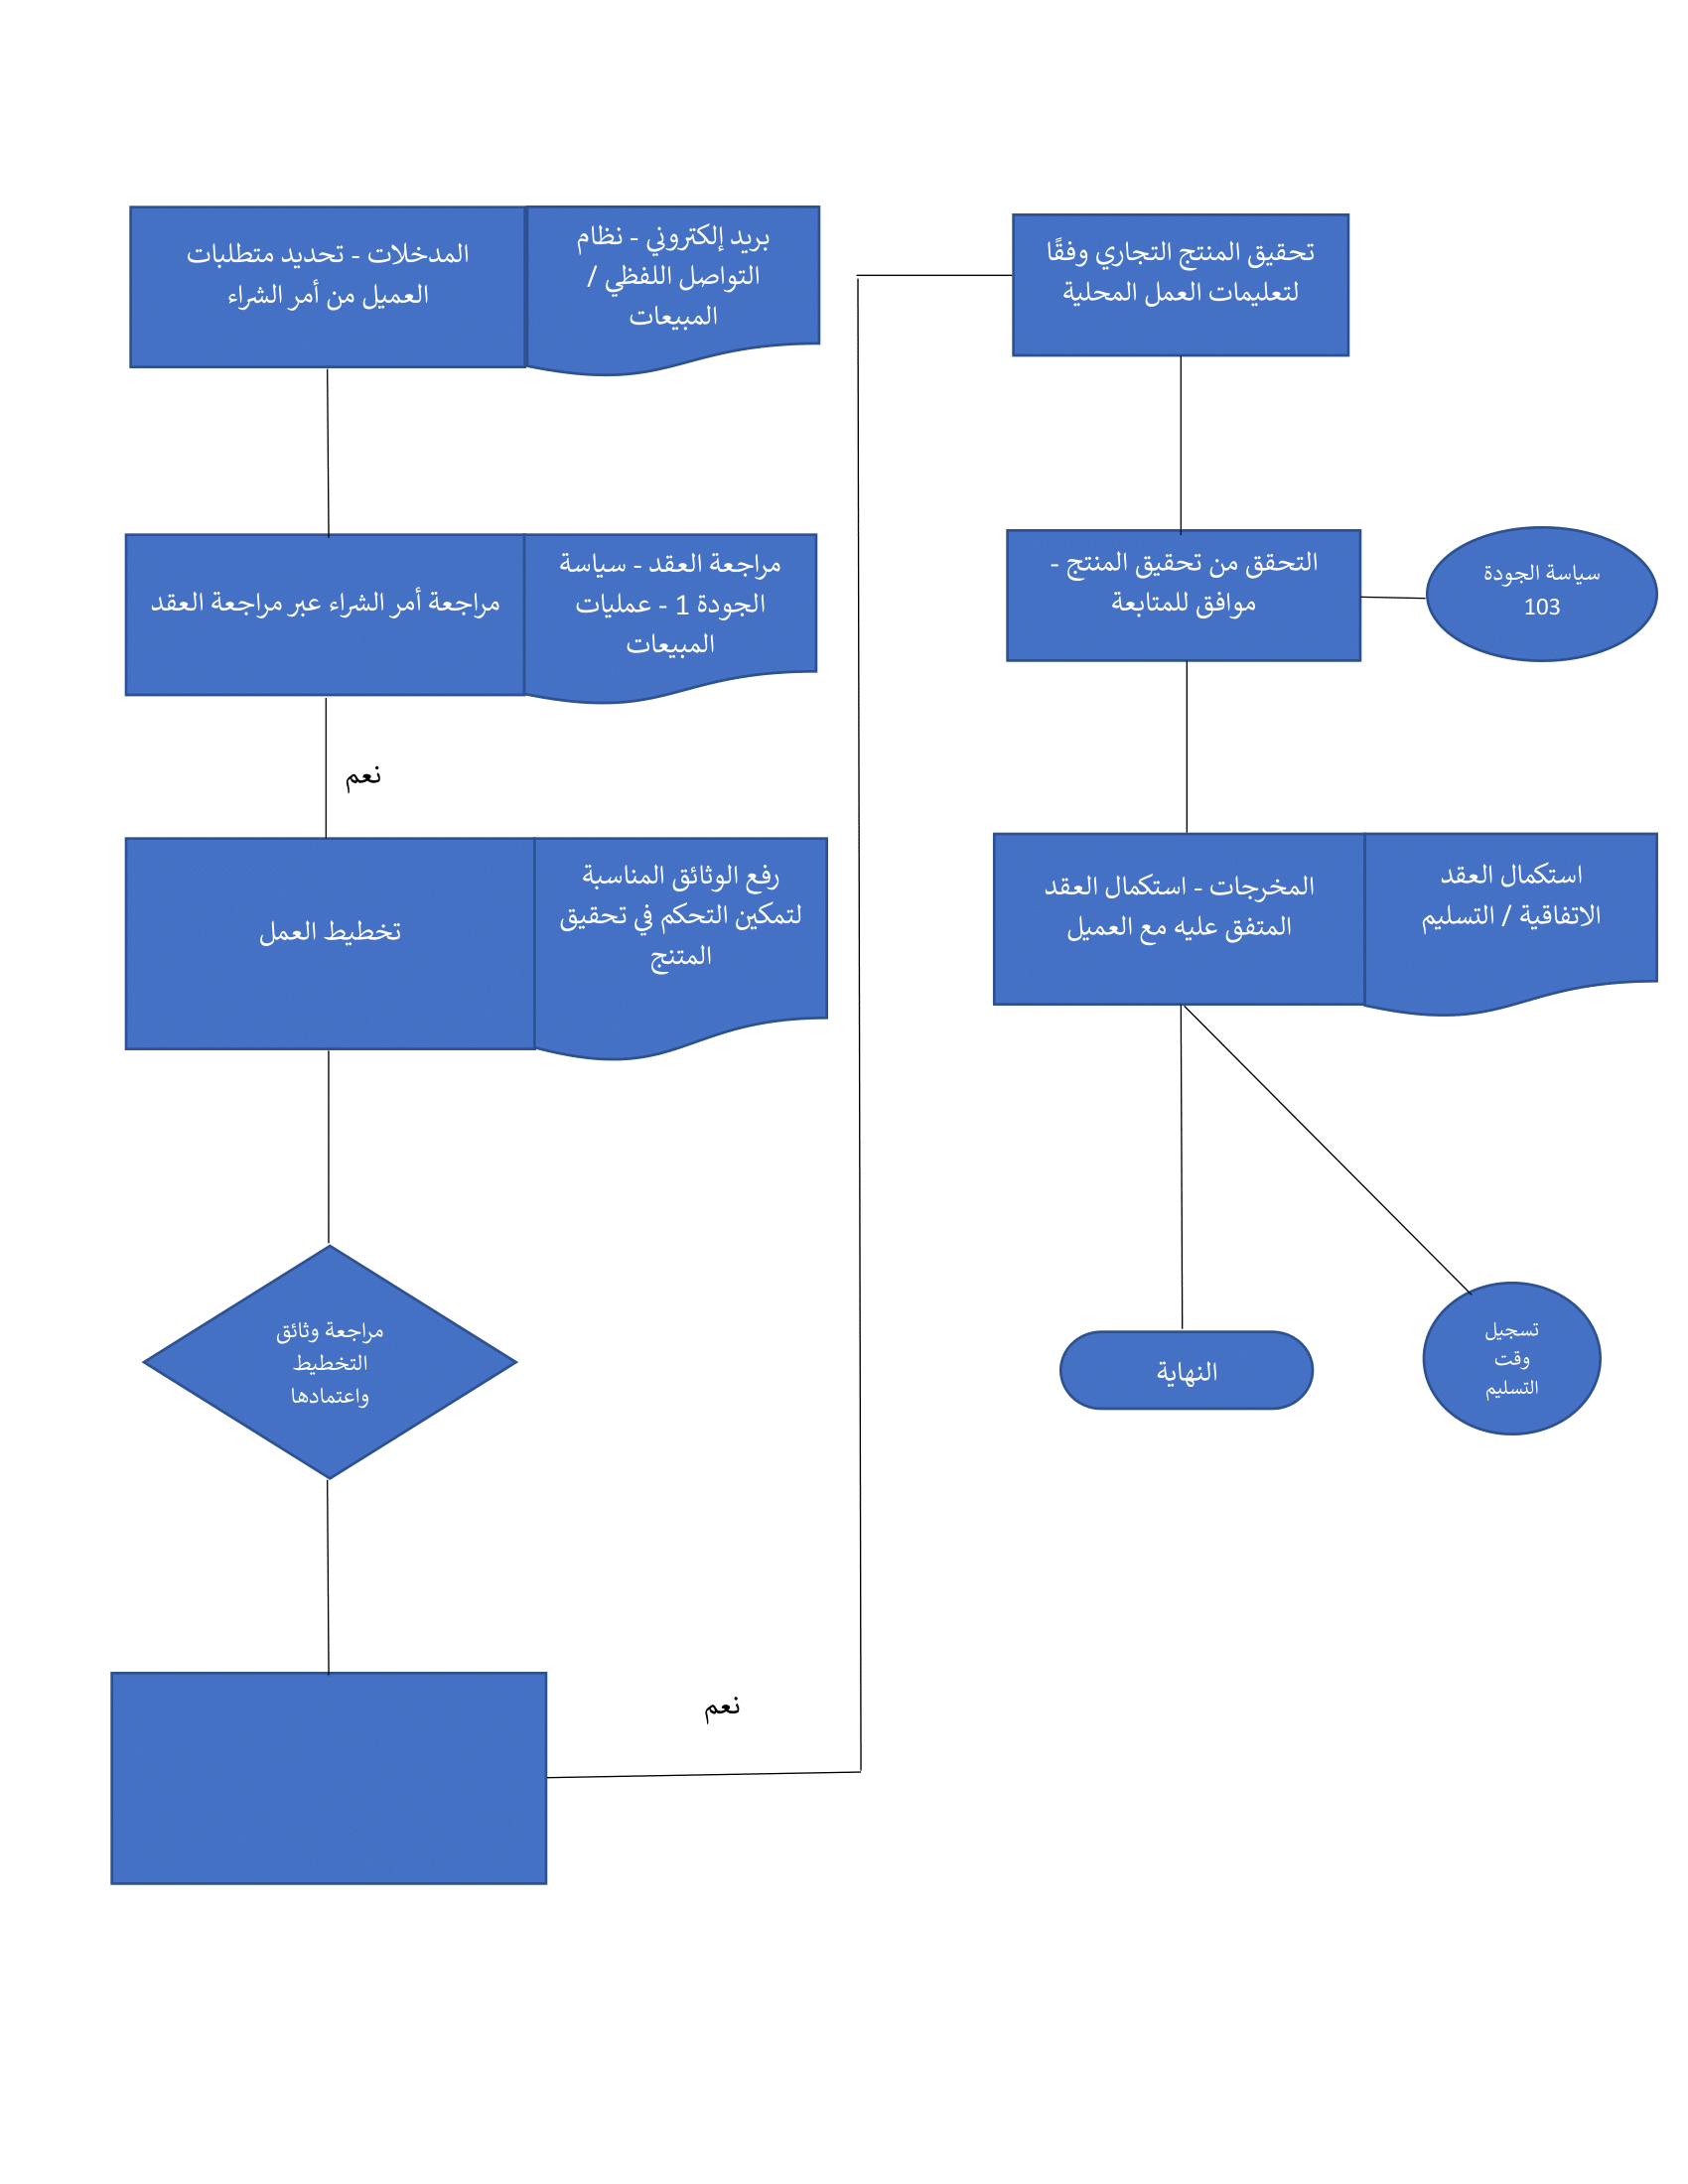 المدخلات - تحديد متطلبات
العميل من أمر الشراء
بريد إلكتروني - نظام
التواصل اللفظي /
المبيعات
مراجعة أمر الشراء عبر مراجعة العقد
مراجعة العقد - سياسة
الجودة 1 - عمليات
المبيعات
نعم
تخطيط العمل
رفع الوثائق المناسبة
لتمكين التحكم في تحقيق
المتنج
مراجعة وثائق
التخطيط
واعتمادها
نعم
تحقيق المنتج التجاري وفقًا
لتعليمات العمل المحلية
التحقق من تحقيق المنتج -
موافق للمتابعة
سياسة الجودة
103
المخرجات - استكمال العقد
المتفق عليه مع العميل
استكمال العقد
الاتفاقية / التسليم
النهاية
تسجيل
وقت
التسليم